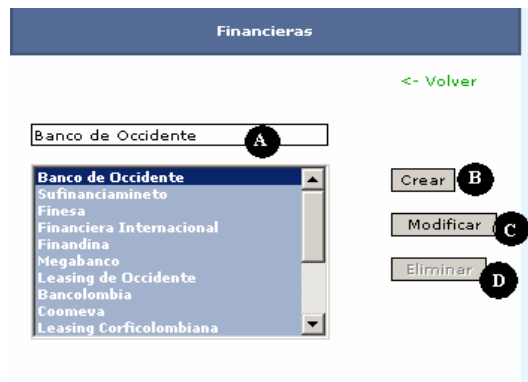 Financieras
<- Volver
Banco de Occidente
A
Banco de Occidente
Sufinanciamineto
Finesa
Financiera Internacional
Finandina
Megabanco
Leasing de Occidente
Bancolombia
Coomeva
Leasing Corficolombiana
Crear
B
Modificar
C
Eliminar
D